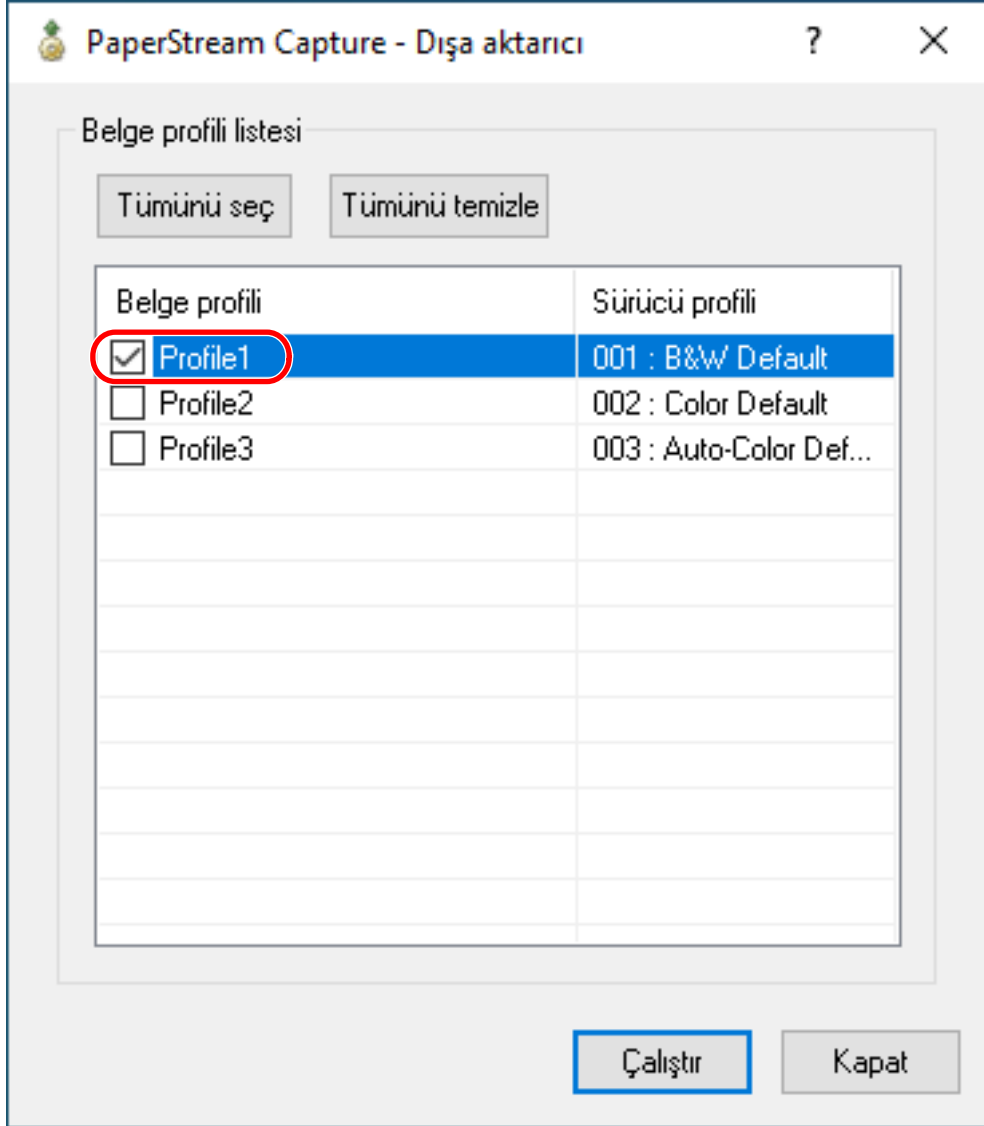 PaperStream Capture - Dışa aktarıcı ?
Belge profili listesi
Tümünü seç Tümünü temizle
Belge profili Sürücü profili
Profile1 001 : B&W Default
Profile2 002 : Color Default
Profile3 003 : Auto-Color Def...
Çalıştır Kapat